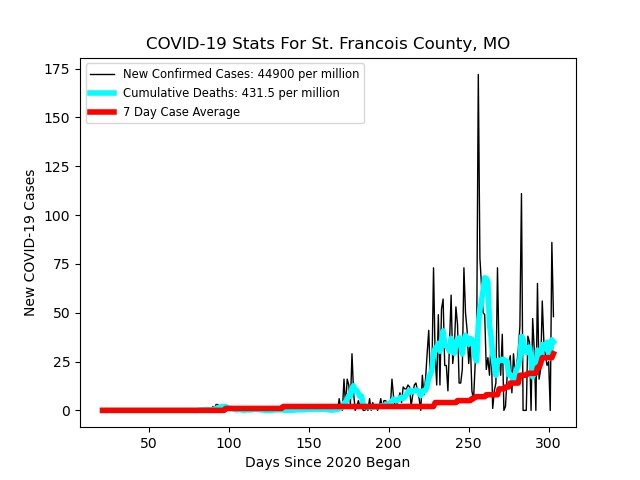 COVID-19 Stats For St. Francois County, MO
New Confirmed Cases: 44900 per million
Cumulative Deaths: 431.5 per million
7 Day Case Average
175
150
125
100
75
50
25
0
New COVID-19 Cases
50 100 150 200 250 300
Days Since 2020 Began